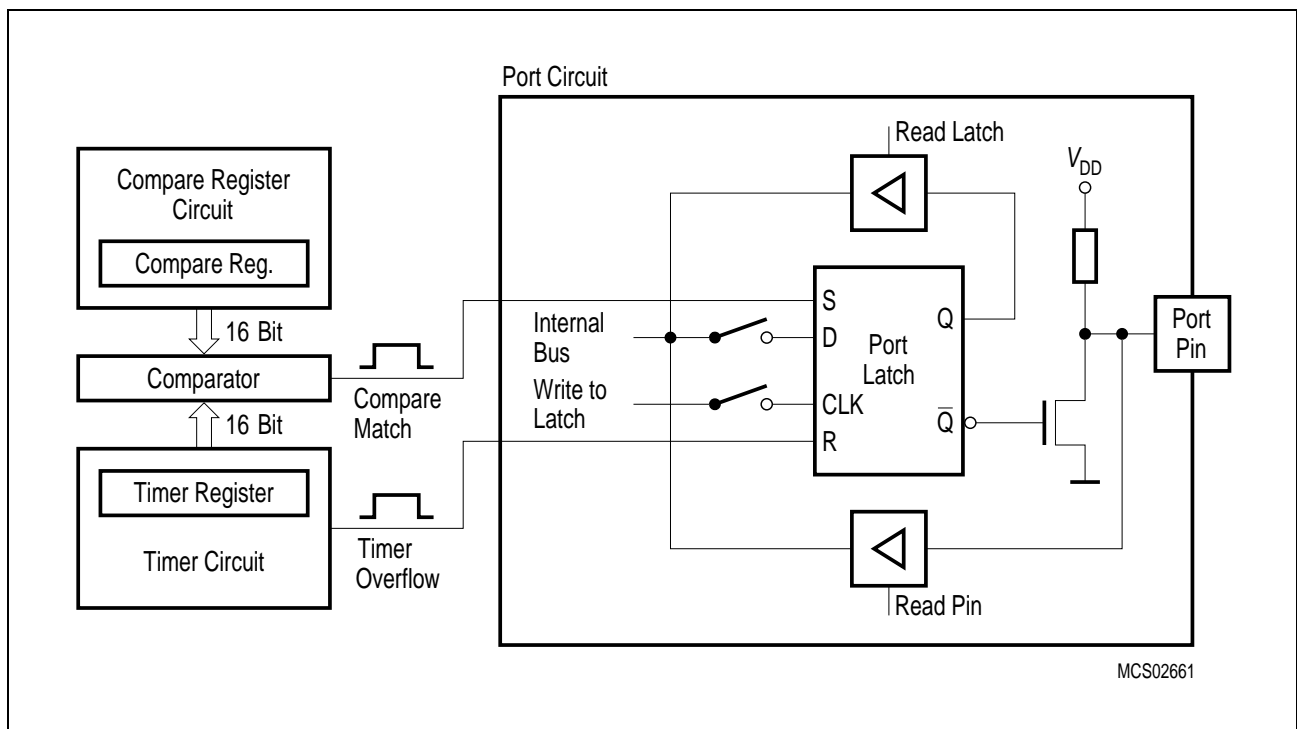 Port Circuit
Compare Register
Circuit
Compare Reg.
16 Bit
Comparator
16 Bit
Timer Register
Timer Circuit
Compare
Match
Timer
Overflow
Read Latch
VDD
Internal
Bus
Write to
Latch
S
D
CLK
R
Q
Port
Latch
Q̅
Port
Pin
Read Pin
MCS02661